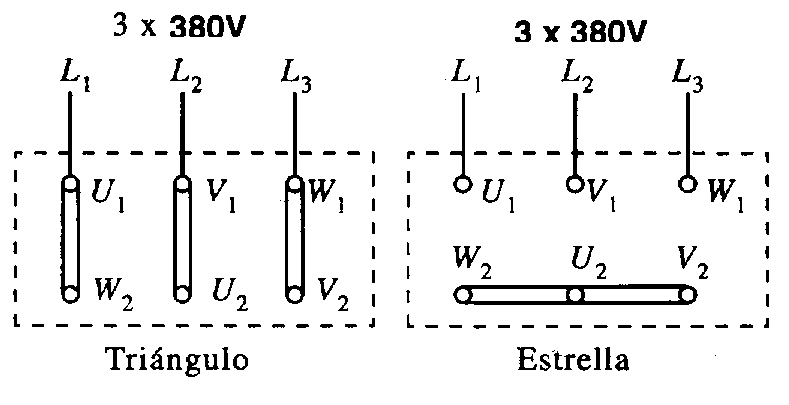 3 x 380V
L1 L2 L3
U1 V1 W1
W2 U2 V2
Triángulo
3 x 380V
L1 L2 L3
U1 V1 W1
W2 U2 V2
Estrella